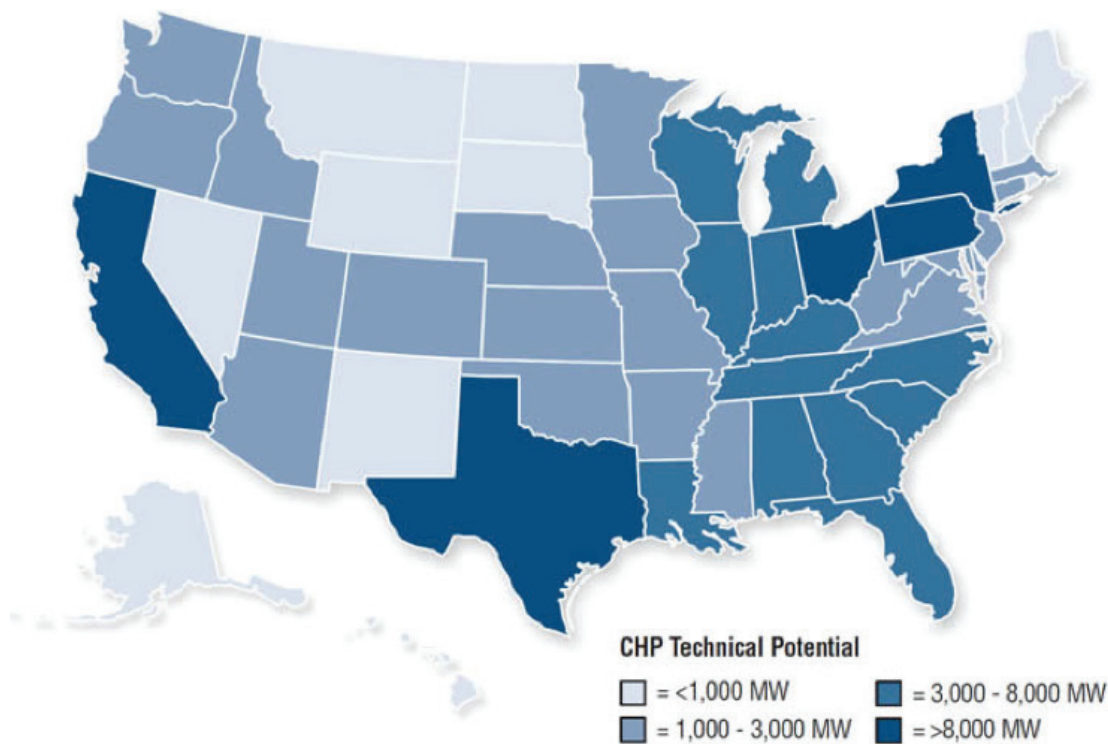 CHP Technical Potential
= <1,000 MW
= 3,000 - 8,000 MW
= 1,000 - 3,000 MW
= >8,000 MW